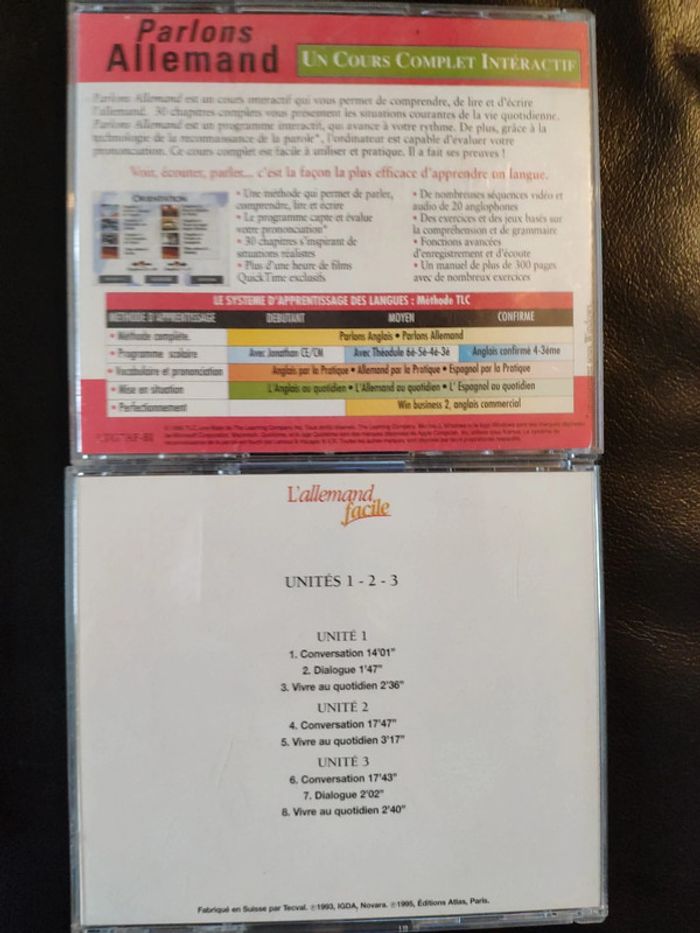 Parlons
Allemand
UN COURS COMPLET INTÉRACTIF
Parlons Allemand est un cours interactif qui vous permet de comprendre, de lire et d'écrire
l'allemand. 30 chapitres complets vous présentent les situations courantes de la vie quotidienne.
Parlons Allemand est un programme interactif, qui avance à votre rythme. De plus, grâce à la
technologie de la reconnaissance de la parole*, l'ordinateur est capable d'évaluer votre
prononciation. Ce cours complet est facile à utiliser et pratique. Il a fait ses preuves !
Voir, écouter, parler... c'est la façon la plus efficace d'apprendre un langue.
ORIENTATION
• Une méthode qui permet de parler,
comprendre, lire et écrire
• Le programme capte et évalue
votre prononciation*
• 30 chapitres s'inspirant de
situations réalistes
• Plus d'une heure de films
QuickTime exclusifs
• De nombreuses séquences vidéo et
audio de 20 anglophones
• Des exercices et des jeux basés sur
la compréhension et de grammaire
• Fonctions avancées
d'enregistrement et d'écoute
• Un manuel de plus de 300 pages
avec de nombreux exercices
LE SYSTEME D'APPRENTISSAGE DES LANGUES : Méthode TLC
METHODE D'APPRENTISSAGE DEBUTANT MOYEN CONFIRME
• Méthode complète. Parlons Anglais • Parlons Allemand
• Programme scolaire Avec Jonathan CE/CM Avec Théodule 6è-5è-4è-3è Anglais confirmé 4-3ème
• Vocabulaire et prononciation Anglais par la Pratique • Allemand par la Pratique • Espagnol par la Pratique
• Mise en situation L'Anglais au quotidien • L'Allemand au quotidien • L' Espagnol au quotidien
• Perfectionnement Win business 2, anglais commercial
L'allemand
facile
UNITÉS 1 - 2 - 3
UNITÉ 1
1. Conversation 14'01"
2. Dialogue 1'47"
3. Vivre au quotidien 2'36"
UNITÉ 2
4. Conversation 17'47"
5. Vivre au quotidien 3'17"
UNITÉ 3
6. Conversation 17'43"
7. Dialogue 2'02"
8. Vivre au quotidien 2'40"
Fabriqué en Suisse par Tecval. ℗1993, IGDA, Novara. ℗1995, Éditions Atlas, Paris.